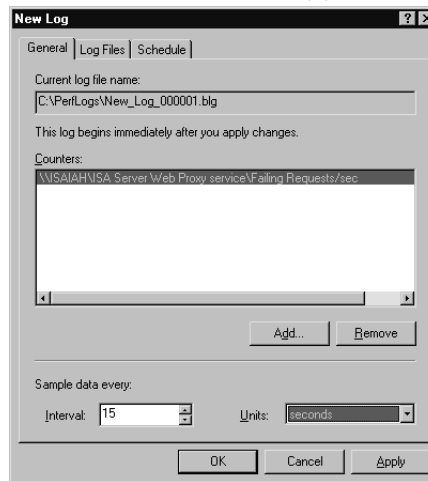 New Log
General Log Files Schedule
Current log file name:
C:\PerfLogs\New_Log_000001.blg
This log begins immediately after you apply changes.
Counters:
\\ISAIAH\ISA Server Web Proxy service\Failing Requests/sec
Add... Remove
Sample data every:
Interval: 15 Units: seconds
OK Cancel Apply